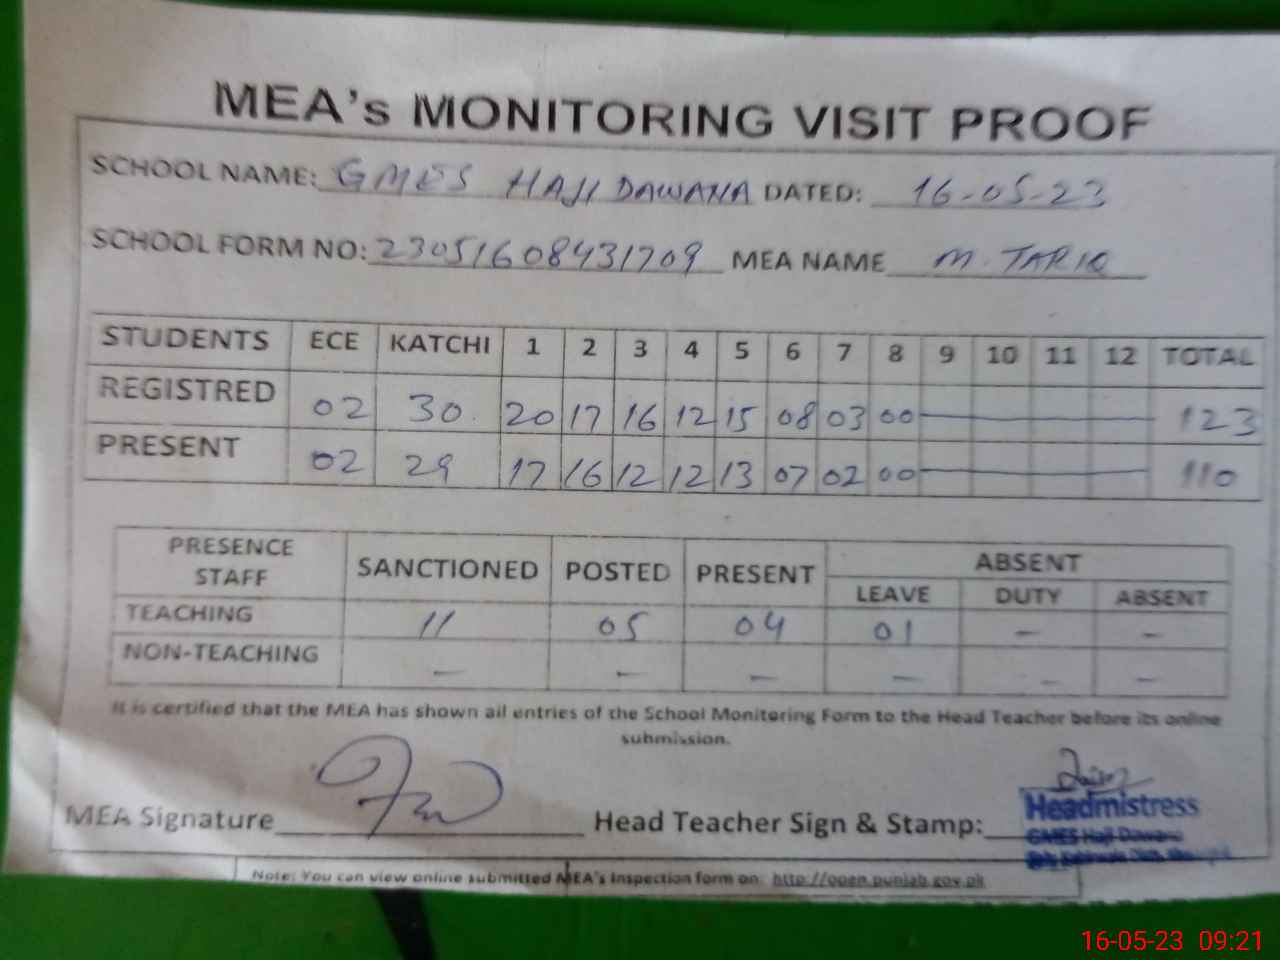 MEA's MONITORING VISIT PROOF
SCHOOL NAME: GMES HAJI DAWANA DATED: 16-05-23
SCHOOL FORM NO: 23051608431709 MEA NAME M. TARIQ
STUDENTS ECE KATCHI 1 2 3 4 5 6 7 8 9 10 11 12 TOTAL
REGISTRED 02 30 20 17 16 12 15 08 03 00 123
PRESENT 02 29 17 16 12 12 13 07 02 00 110
PRESENCE STAFF SANCTIONED POSTED PRESENT ABSENT
LEAVE DUTY ABSENT
TEACHING 11 05 04 01 - -
NON-TEACHING - - - - - -
It is certified that the MEA has shown all entries of the School Monitoring Form to the Head Teacher before its online
submission.
MEA Signature Head Teacher Sign & Stamp:
Headmistress
GMES Haji Dawana
Note: You can view online submitted MEA's Inspection form on: http://open.punjab.gov.pk
16-05-23 09:21